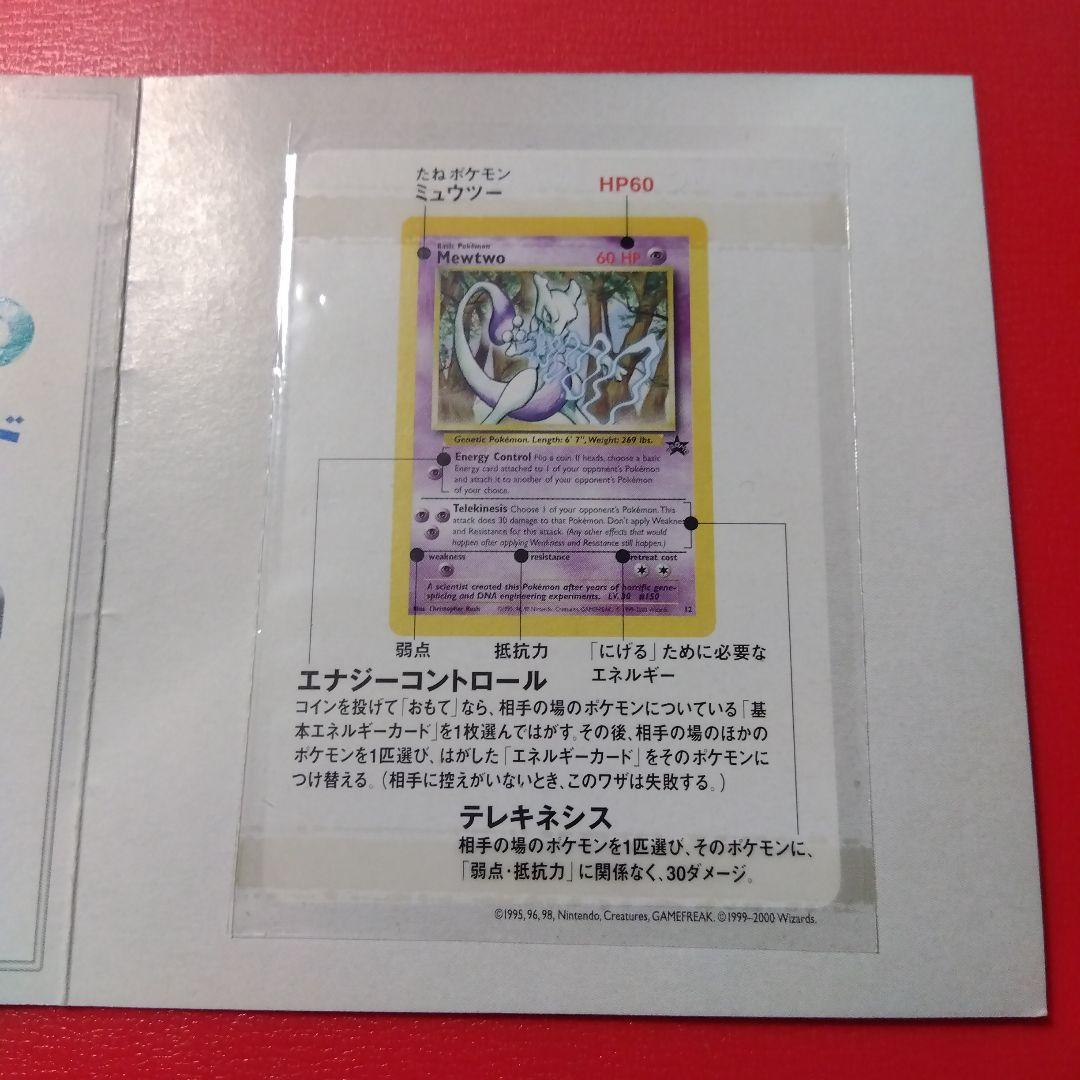 たねポケモン
ミュウツー
HP60
Basic Pokémon
Mewtwo
60 HP
Genetic Pokémon. Length: 6' 7", Weight: 269 lbs.
Energy Control Flip a coin. If heads, choose a basic
Energy card attached to 1 of your opponent's Pokémon
and attach it to another of your opponent's Pokémon
of your choice.
Telekinesis Choose 1 of your opponent's Pokémon. This
attack does 30 damage to that Pokémon. Don't apply Weakness
and Resistance for this attack. (Any other effects that would
happen after applying Weakness and Resistance still happen.)
weakness
resistance
retreat cost
A scientist created this Pokémon after years of horrific gene-
splicing and DNA engineering experiments. LV. 30 #150
Illus. Christopher Rush
©1995, 96, 98 Nintendo, Creatures, GAMEFREAK. ©1999-2000 Wizards.
12
弱点
抵抗力
「にげる」ために必要な
エネルギー
エナジーコントロール
コインを投げて「おもて」なら、相手の場のポケモンについている「基
本エネルギーカード」を1枚選んではがす。その後、相手の場のほかの
ポケモンを1匹選び、はがした「エネルギーカード」をそのポケモンに
つけ替える。(相手に控えがいないとき、このワザは失敗する。)
テレキネシス
相手の場のポケモンを1匹選び、そのポケモンに、
「弱点・抵抗力」に関係なく、30ダメージ。
©1995, 96, 98, Nintendo, Creatures, GAMEFREAK. ©1999-2000 Wizards.